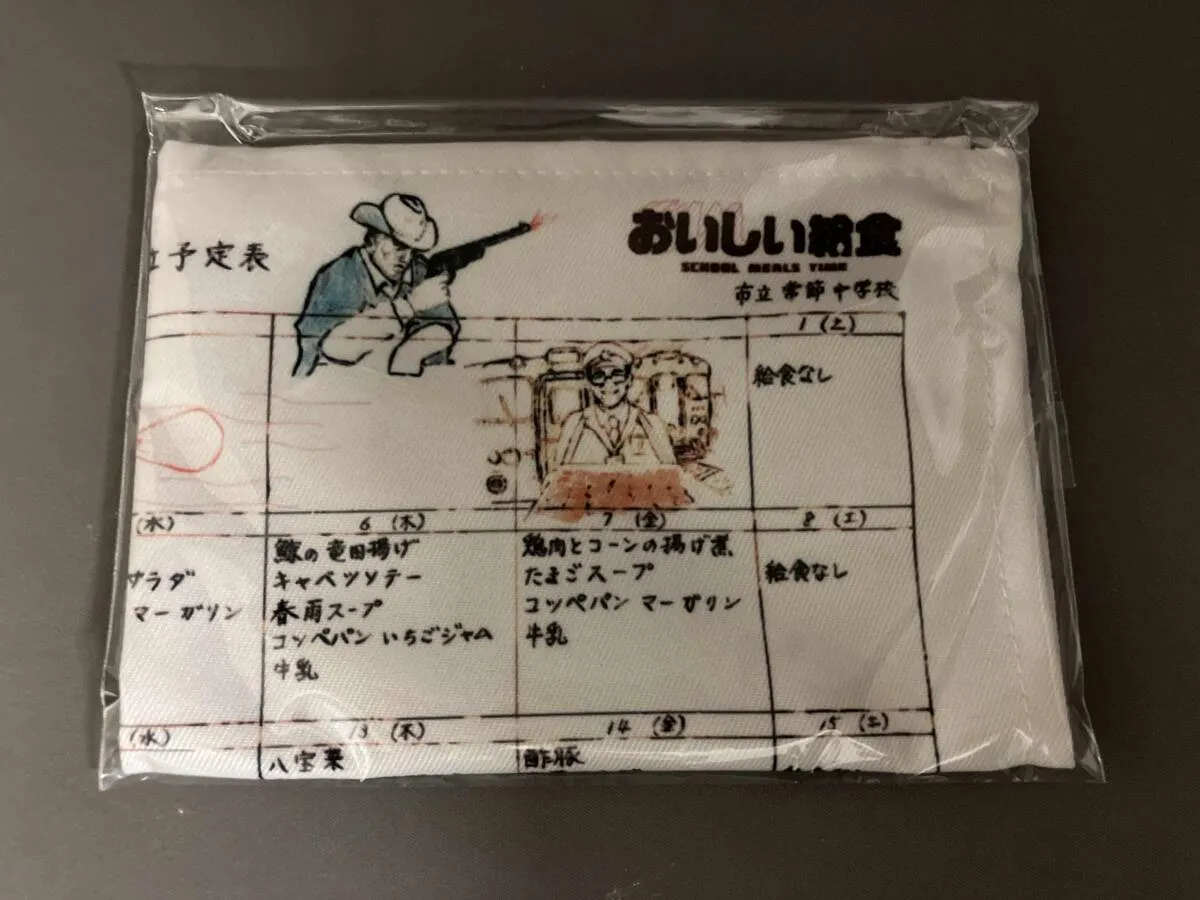 予定表
おいしい給食
SCHOOL MEALS TIME
市立 常節中学校
1 (土)
給食なし
(水)
6 (木)
7 (金)
8 (土)
サラダ
マーガリン
鯨の竜田揚げ
キャベツソテー
春雨スープ
コッペパン いちごジャム
牛乳
鶏肉とコーンの揚げ煮
たまごスープ
コッペパン マーガリン
牛乳
給食なし
(水)
13 (木)
14 (金)
15 (土)
八宝菜
酢豚